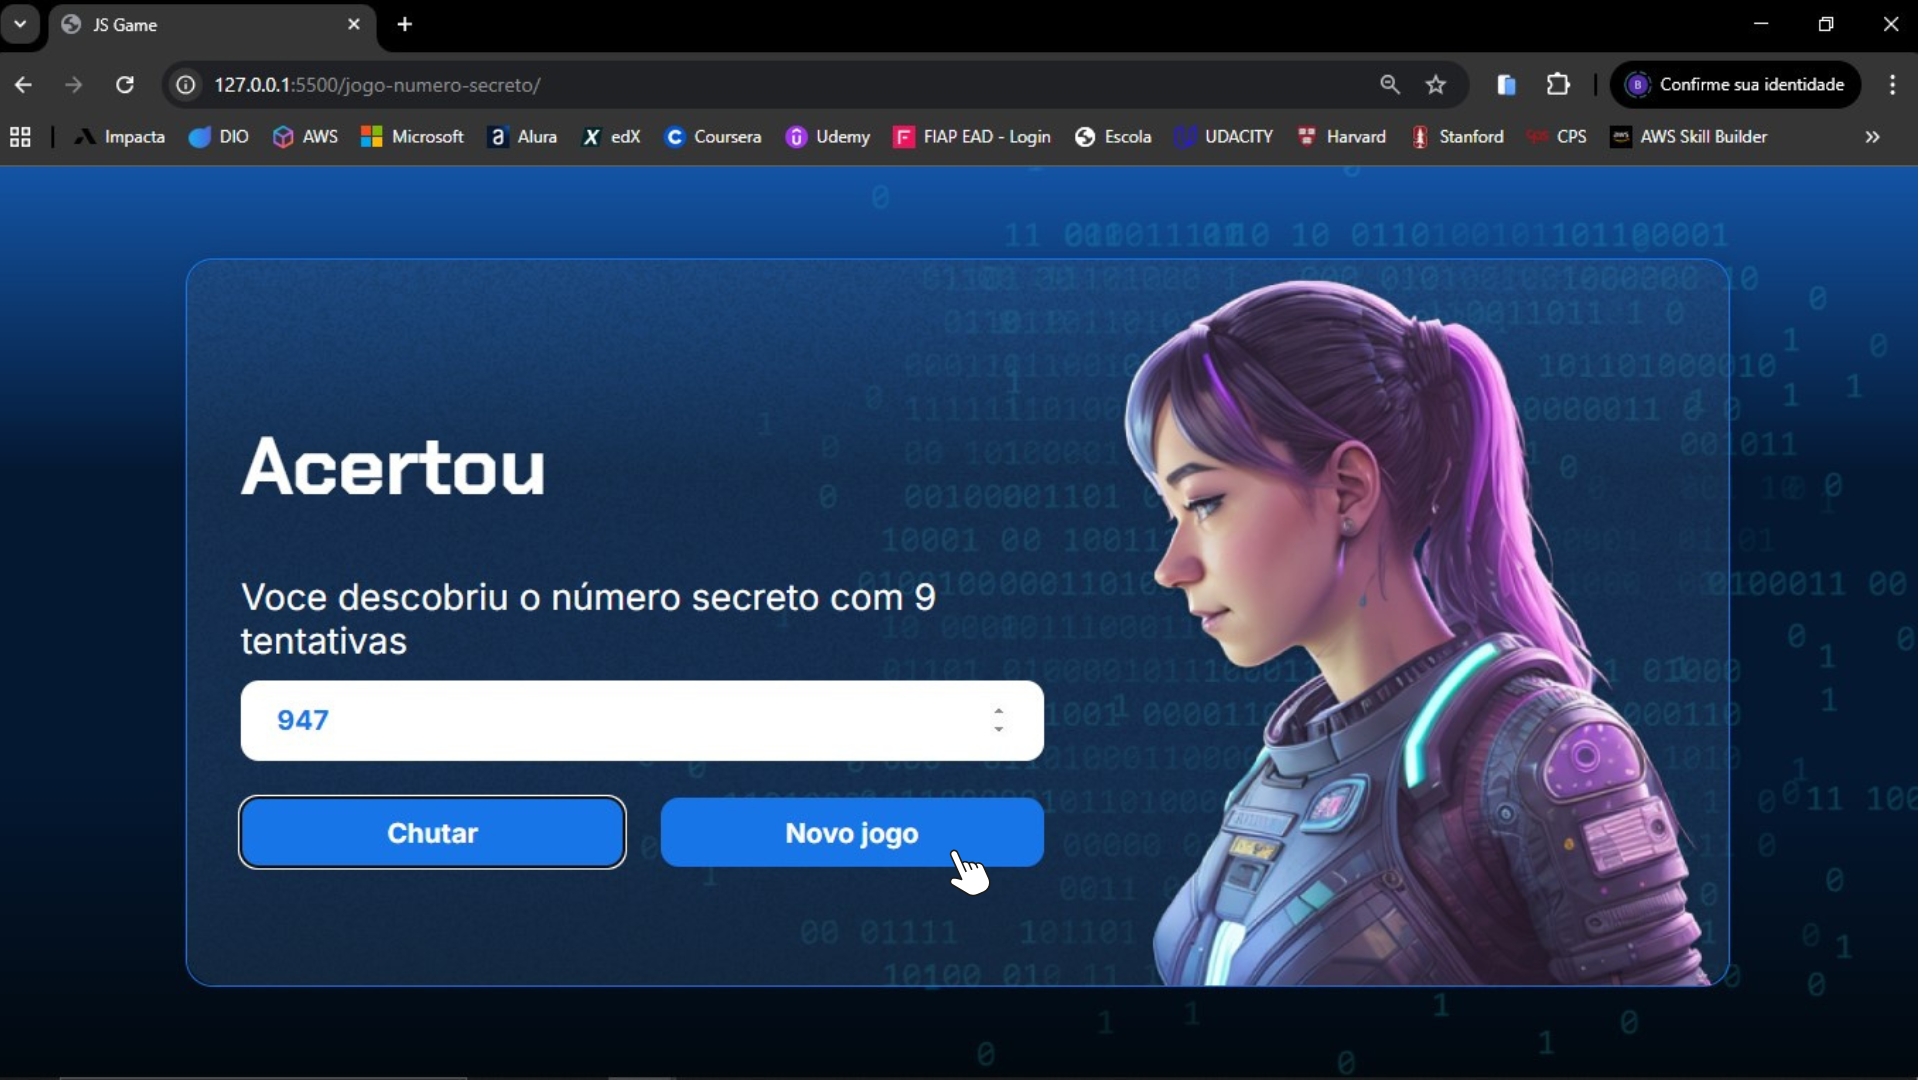 JS Game
127.0.0.1:5500/jogo-numero-secreto/
B Confirme sua identidade
Impacta DIO AWS Microsoft Alura edX Coursera Udemy FIAP EAD - Login Escola UDACITY Harvard Stanford CPS AWS Skill Builder
Acertou
Voce descobriu o número secreto com 9
tentativas
947
Chutar Novo jogo